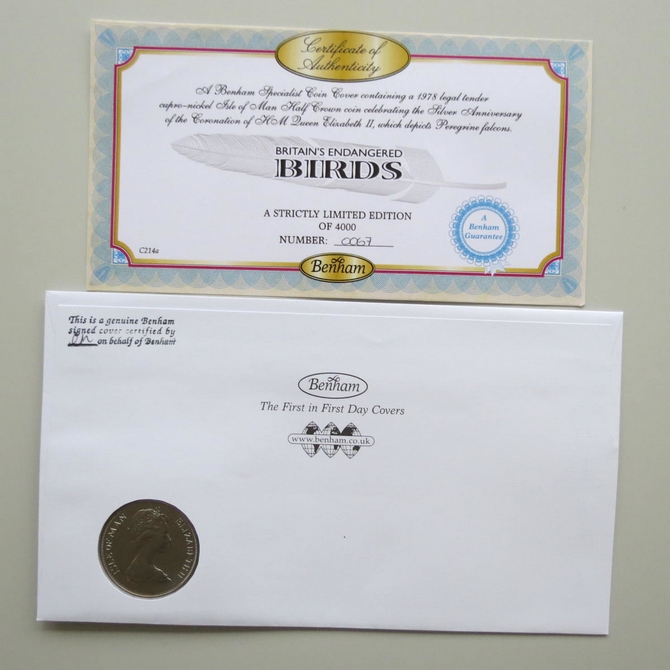 Certificate of
Authenticity
A Benham Specialist Coin Cover containing a 1978 legal tender
cupro-nickel Isle of Man Half Crown coin celebrating the Silver Anniversary
of the Coronation of HM Queen Elizabeth II, which depicts Peregrine falcons.
BRITAIN'S ENDANGERED
BIRDS
A STRICTLY LIMITED EDITION
OF 4000
NUMBER: 0067
A
Benham
Guarantee
C214a
Benham
This is a genuine Benham
signed cover certified by
on behalf of Benham
Benham
The First in First Day Covers
www.benham.co.uk
ISLE OF MAN
ELIZABETH II